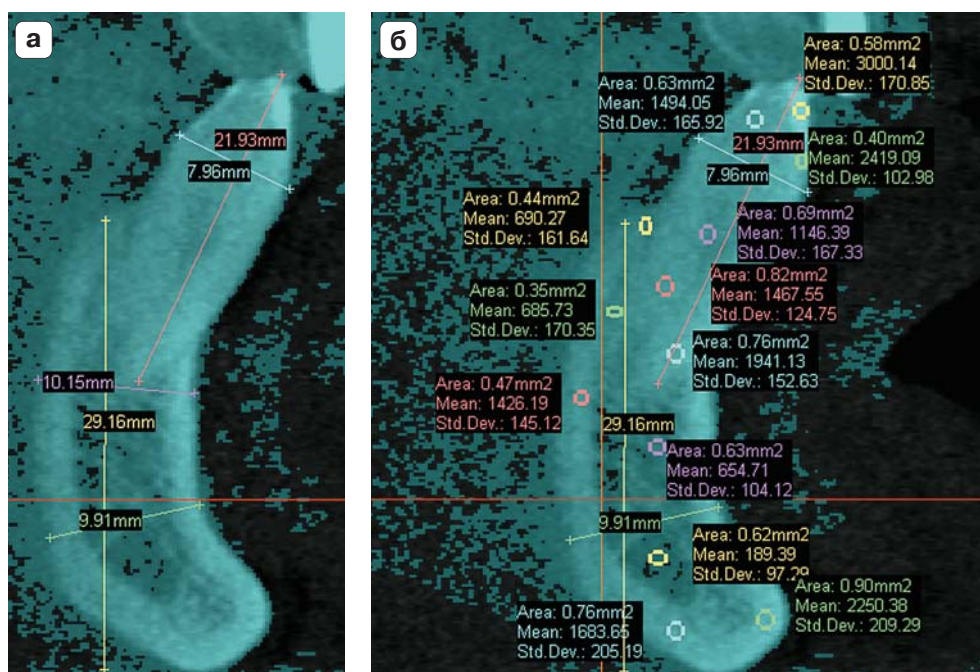 а
21.93mm
7.96mm
10.15mm
29.16mm
9.91mm
б
Area: 0.58mm2
Mean: 3000.14
Std.Dev.: 170.85
Area: 0.63mm2
Mean: 1494.05
Std.Dev.: 165.92
21.93mm
Area: 0.40mm2
Mean: 2419.09
Std.Dev.: 102.98
7.96mm
Area: 0.44mm2
Mean: 690.27
Std.Dev.: 161.64
Area: 0.69mm2
Mean: 1146.39
Std.Dev.: 167.33
Area: 0.82mm2
Mean: 1467.55
Std.Dev.: 124.75
Area: 0.35mm2
Mean: 685.73
Std.Dev.: 170.35
Area: 0.76mm2
Mean: 1941.13
Std.Dev.: 152.63
Area: 0.47mm2
Mean: 1426.19
Std.Dev.: 145.12
29.16mm
Area: 0.63mm2
Mean: 654.71
Std.Dev.: 104.12
9.91mm
Area: 0.62mm2
Mean: 189.39
Std.Dev.: 97.29
Area: 0.90mm2
Mean: 2250.38
Std.Dev.: 209.29
Area: 0.76mm2
Mean: 1683.65
Std.Dev.: 205.19